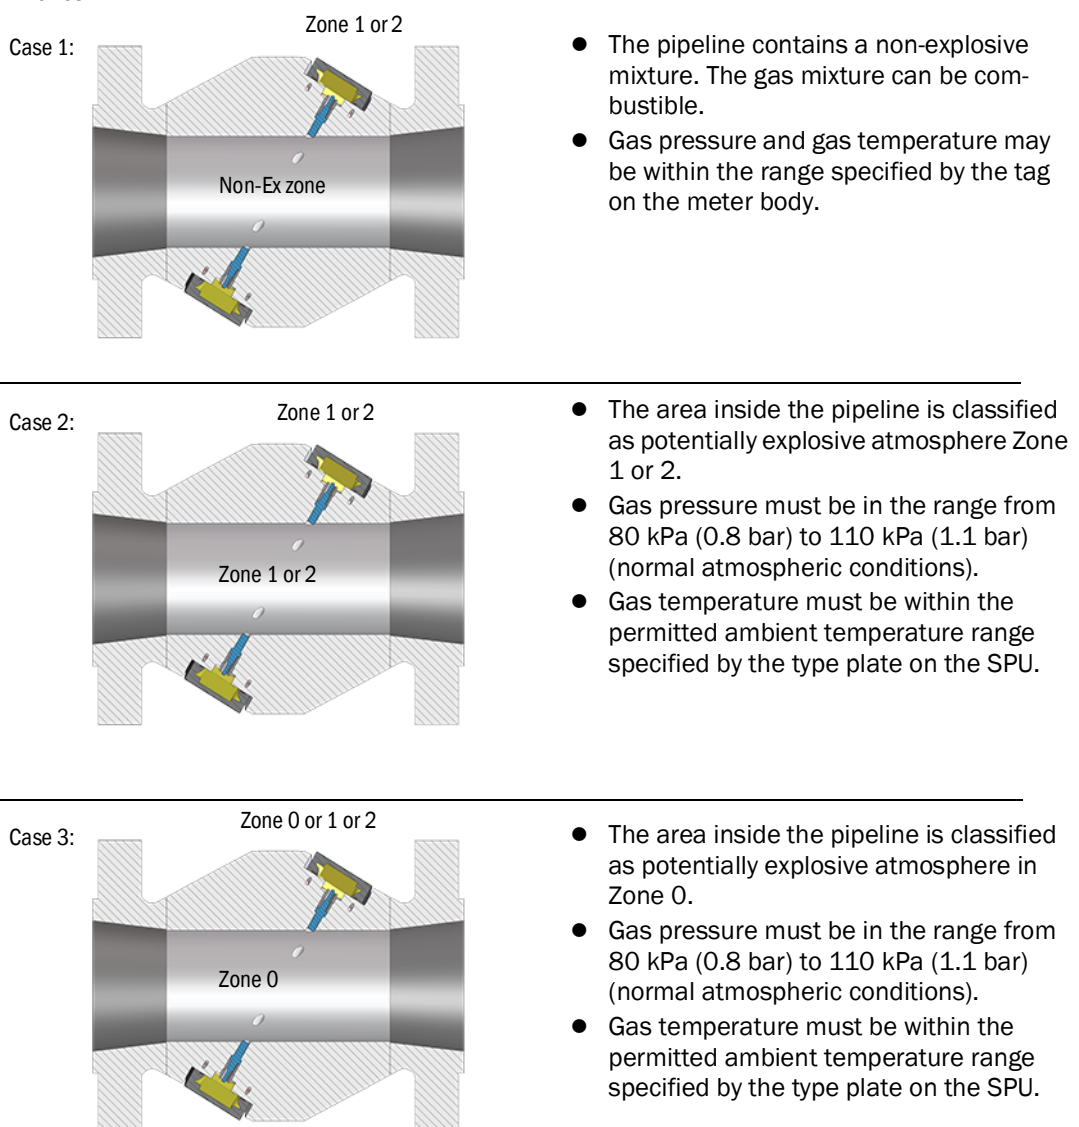 Case 1:
Zone 1 or 2
Non-Ex zone
● The pipeline contains a non-explosive
mixture. The gas mixture can be com-
bustible.
● Gas pressure and gas temperature may
be within the range specified by the tag
on the meter body.
Case 2:
Zone 1 or 2
Zone 1 or 2
● The area inside the pipeline is classified
as potentially explosive atmosphere Zone
1 or 2.
● Gas pressure must be in the range from
80 kPa (0.8 bar) to 110 kPa (1.1 bar)
(normal atmospheric conditions).
● Gas temperature must be within the
permitted ambient temperature range
specified by the type plate on the SPU.
Case 3:
Zone 0 or 1 or 2
Zone 0
● The area inside the pipeline is classified
as potentially explosive atmosphere in
Zone 0.
● Gas pressure must be in the range from
80 kPa (0.8 bar) to 110 kPa (1.1 bar)
(normal atmospheric conditions).
● Gas temperature must be within the
permitted ambient temperature range
specified by the type plate on the SPU.